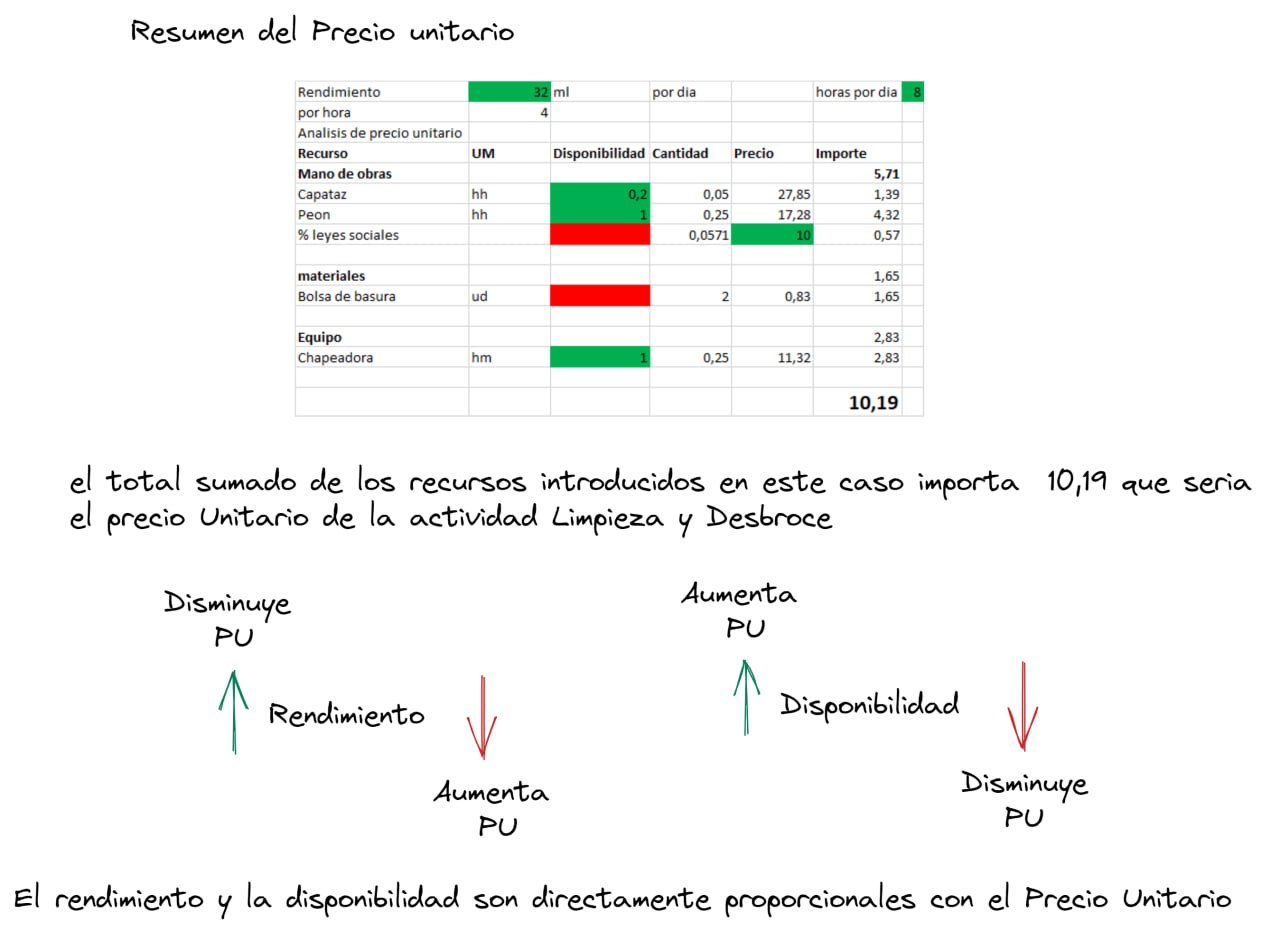 Resumen del Precio unitario
Rendimiento 32 ml por dia horas por dia 8
por hora 4
Analisis de precio unitario
Recurso UM Disponibilidad Cantidad Precio Importe
Mano de obras 5,71
Capataz hh 0,2 0,05 27,85 1,39
Peon hh 1 0,25 17,28 4,32
% leyes sociales 0,0571 10 0,57
materiales 1,65
Bolsa de basura ud 2 0,83 1,65
Equipo 2,83
Chapeadora hm 1 0,25 11,32 2,83
10,19
el total sumado de los recursos introducidos en este caso importa 10,19 que seria
el precio Unitario de la actividad Limpieza y Desbroce
Disminuye
PU
Rendimiento
Aumenta
PU
Aumenta
PU
Disponibilidad
Disminuye
PU
El rendimiento y la disponibilidad son directamente proporcionales con el Precio Unitario